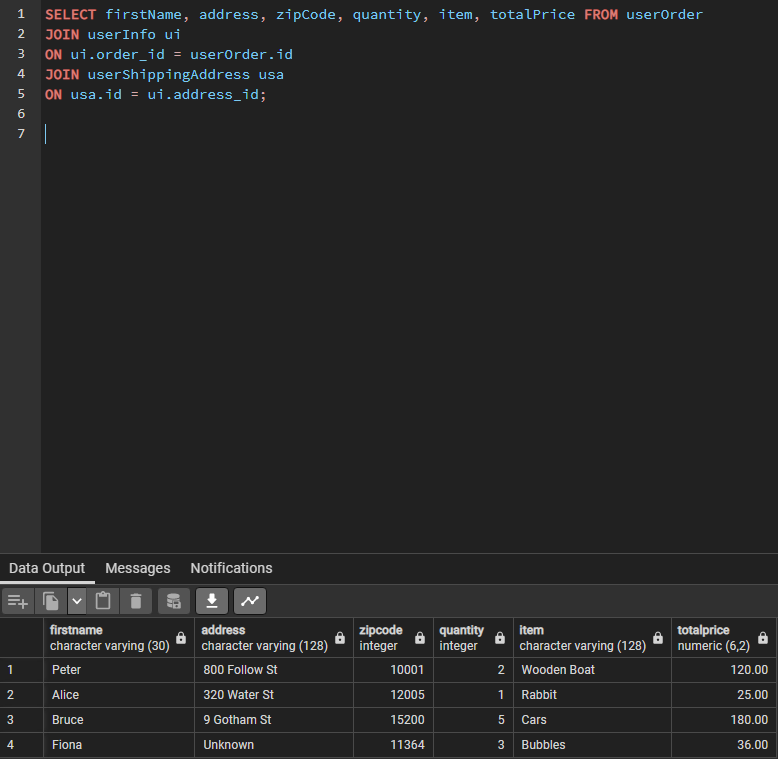 1 SELECT firstName, address, zipCode, quantity, item, totalPrice FROM userOrder
2 JOIN userInfo ui
3 ON ui.order_id = userOrder.id
4 JOIN userShippingAddress usa
5 ON usa.id = ui.address_id;
6
7
Data Output Messages Notifications
firstname address zipcode quantity item totalprice
character varying (30) character varying (128) integer integer character varying (128) numeric (6,2)
1 Peter 800 Follow St 10001 2 Wooden Boat 120.00
2 Alice 320 Water St 12005 1 Rabbit 25.00
3 Bruce 9 Gotham St 15200 5 Cars 180.00
4 Fiona Unknown 11364 3 Bubbles 36.00